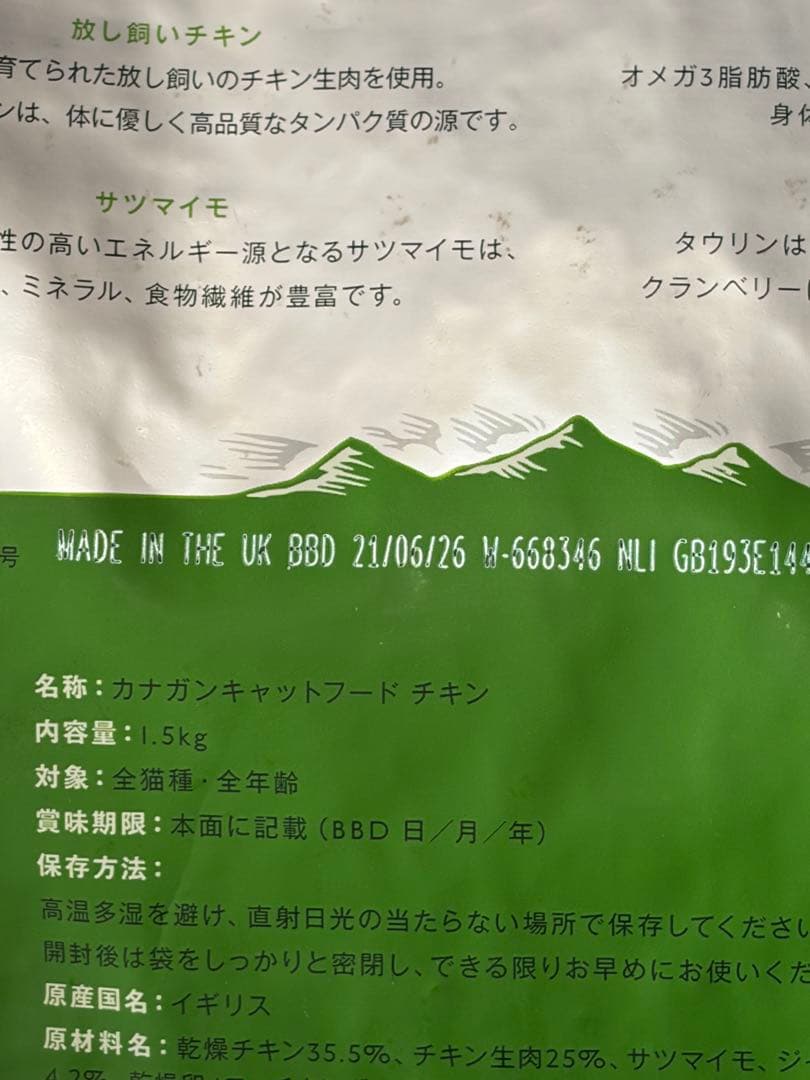 放し飼いチキン
育てられた放し飼いのチキン生肉を使用。
ンは、体に優しく高品質なタンパク質の源です。
オメガ3脂肪酸、
身体
サツマイモ
性の高いエネルギー源となるサツマイモは、
、ミネラル、食物繊維が豊富です。
タウリンは
クランベリーに
号 MADE IN THE UK BBD 21/06/26 W-668346 NLI GB193E144
名称：カナガンキャットフード チキン
内容量：1.5kg
対象：全猫種・全年齢
賞味期限：本面に記載（BBD 日／月／年）
保存方法：
高温多湿を避け、直射日光の当たらない場所で保存してください
開封後は袋をしっかりと密閉し、できる限りお早めにお使いくだ
原産国名：イギリス
原材料名：乾燥チキン35.5%、チキン生肉25%、サツマイモ、ジ
4.2%、乾燥卵